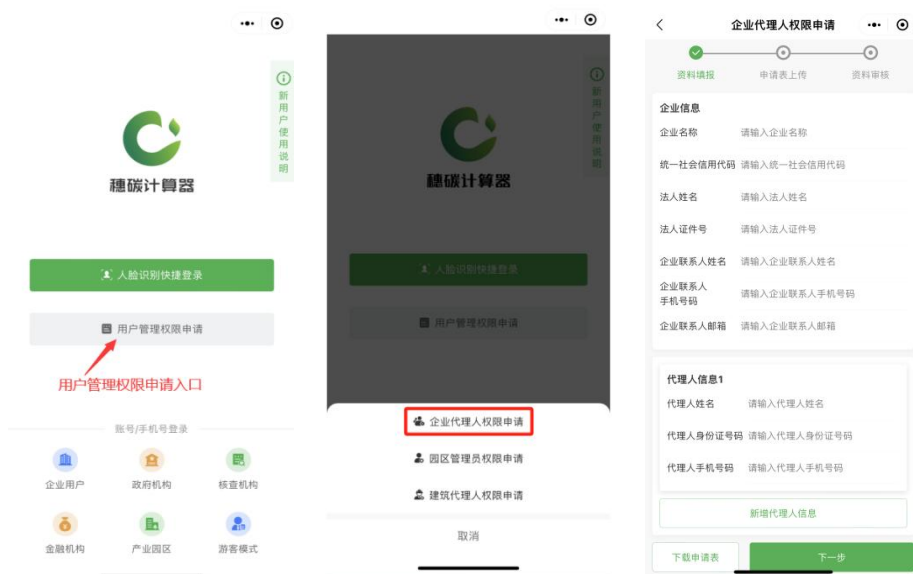 新用户使用说明
穗碳计算器
人脸识别快捷登录
用户管理权限申请
用户管理权限申请入口
账号/手机号登录
企业用户
政府机构
核查机构
金融机构
产业园区
游客模式
新用户使用说明
穗碳计算器
人脸识别快捷登录
用户管理权限申请
企业代理人权限申请
园区管理员权限申请
建筑代理人权限申请
取消
企业代理人权限申请
资料填报 申请表上传 资料审核
企业信息
企业名称 请输入企业名称
统一社会信用代码 请输入统一社会信用代码
法人姓名 请输入法人姓名
法人证件号 请输入法人证件号
企业联系人姓名 请输入企业联系人姓名
企业联系人
手机号码 请输入企业联系人手机号码
企业联系人邮箱 请输入企业联系人邮箱
代理人信息1
代理人姓名 请输入代理人姓名
代理人身份证号码 请输入代理人身份证号码
代理人手机号码 请输入代理人手机号码
新增代理人信息
下载申请表 下一步